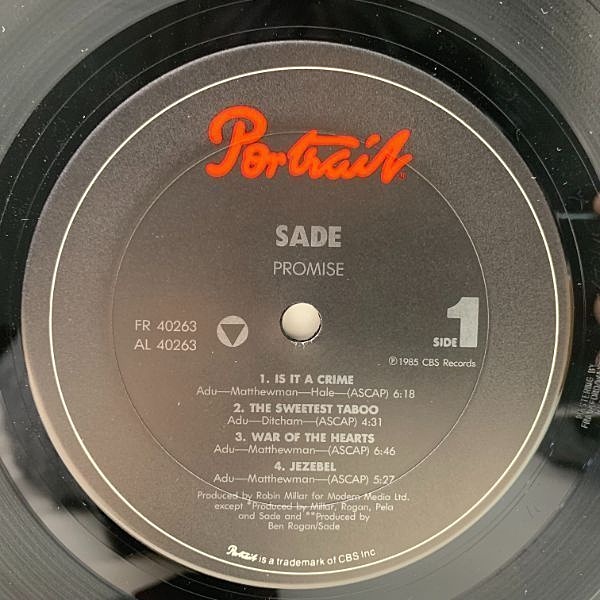 Portrait
SADE
PROMISE
FR 40263
AL 40263
SIDE 1
℗ 1985 CBS Records
1. IS IT A CRIME
Adu—Matthewman—Hale—(ASCAP) 6:18
2. THE SWEETEST TABOO
Adu—Ditcham—(ASCAP) 4:31
3. WAR OF THE HEARTS
Adu—Matthewman—(ASCAP) 6:46
4. JEZEBEL
Adu—Matthewman—(ASCAP) 5:27
Produced by Robin Millar for Modern Media Ltd.
except *Produced by Millar, Rogan, Pela
and Sade and **Produced by
Ben Rogan/Sade
Portrait is a trademark of CBS Inc
MASTERING BY